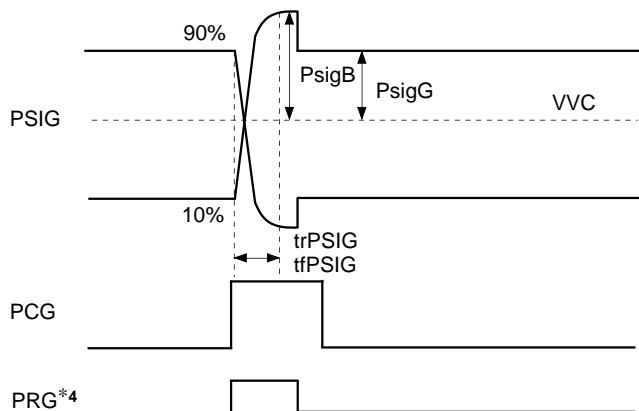 90%
PsigB
PsigG
VVC
PSIG
10%
trPSIG
tfPSIG
PCG
PRG*4